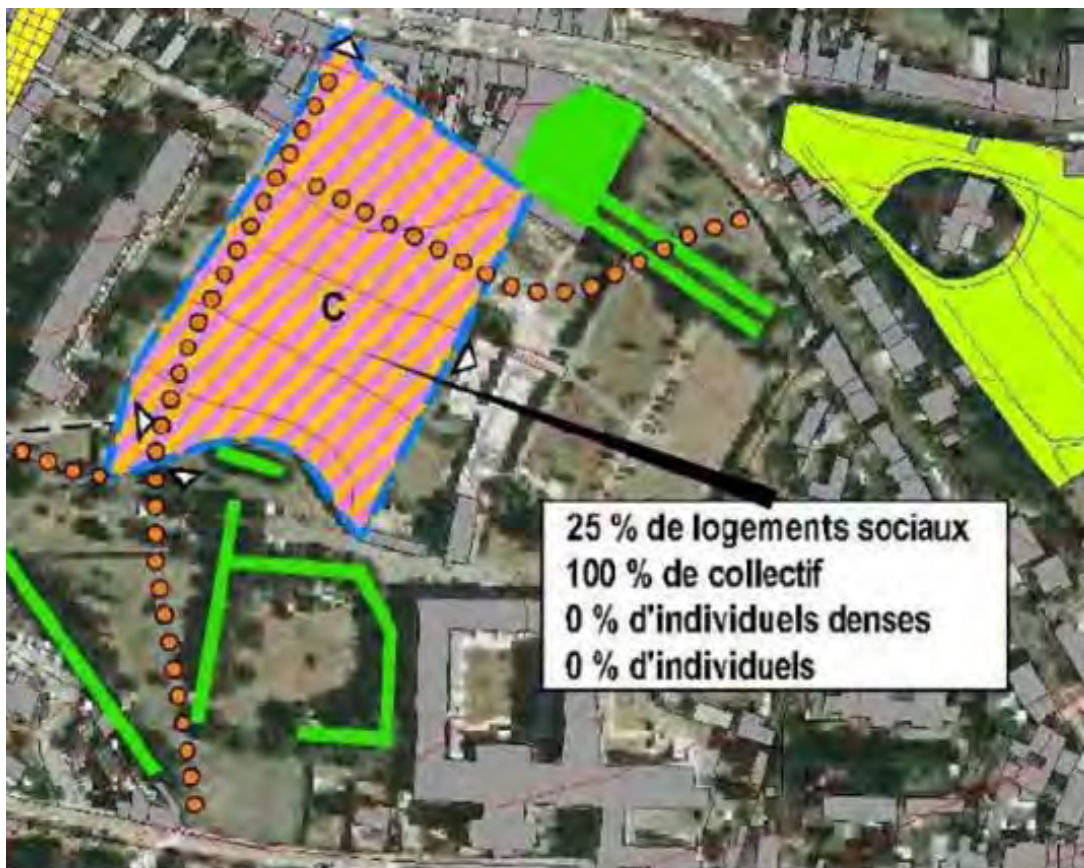 C
25 % de logements sociaux
100 % de collectif
0 % d'individuels denses
0 % d'individuels